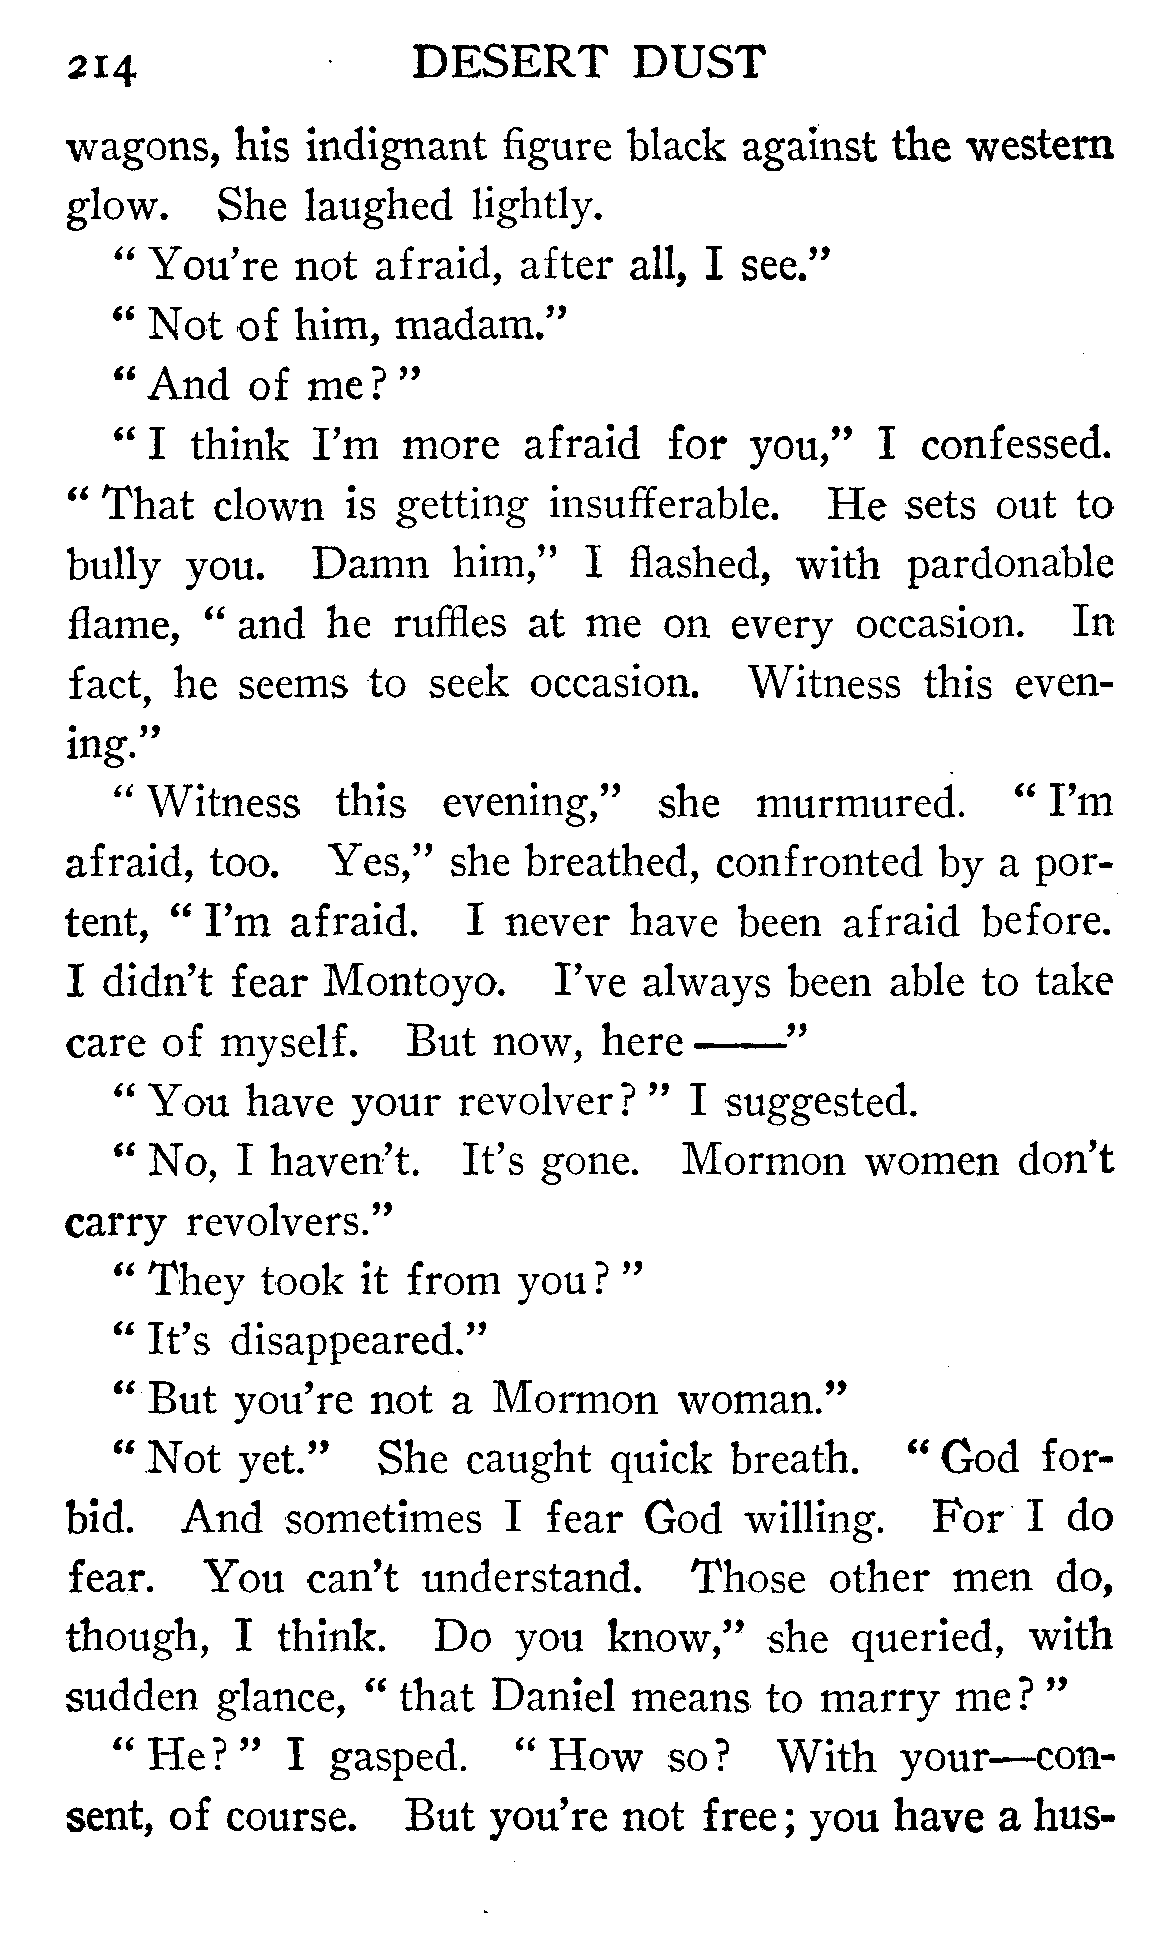 214 DESERT DUST
wagons, his indignant figure black against the western
glow. She laughed lightly.
“ You're not afraid, after all, I see.”
“ Not of him, madam.”
“ And of me? ”
“ I think I'm more afraid for you,” I confessed.
“ That clown is getting insufferable. He sets out to
bully you. Damn him,” I flashed, with pardonable
flame, “ and he ruffles at me on every occasion. In
fact, he seems to seek occasion. Witness this even-
ing.”
“ Witness this evening,” she murmured. “ I'm
afraid, too. Yes,” she breathed, confronted by a por-
tent, “ I'm afraid. I never have been afraid before.
I didn't fear Montoyo. I've always been able to take
care of myself. But now, here ——”
“ You have your revolver? ” I suggested.
“ No, I haven't. It's gone. Mormon women don't
carry revolvers.”
“ They took it from you? ”
“ It's disappeared.”
“ But you're not a Mormon woman.”
“ Not yet.” She caught quick breath. “ God for-
bid. And sometimes I fear God willing. For I do
fear. You can't understand. Those other men do,
though, I think. Do you know,” she queried, with
sudden glance, “ that Daniel means to marry me? ”
“ He? ” I gasped. “ How so? With your—con-
sent, of course. But you're not free; you have a hus-